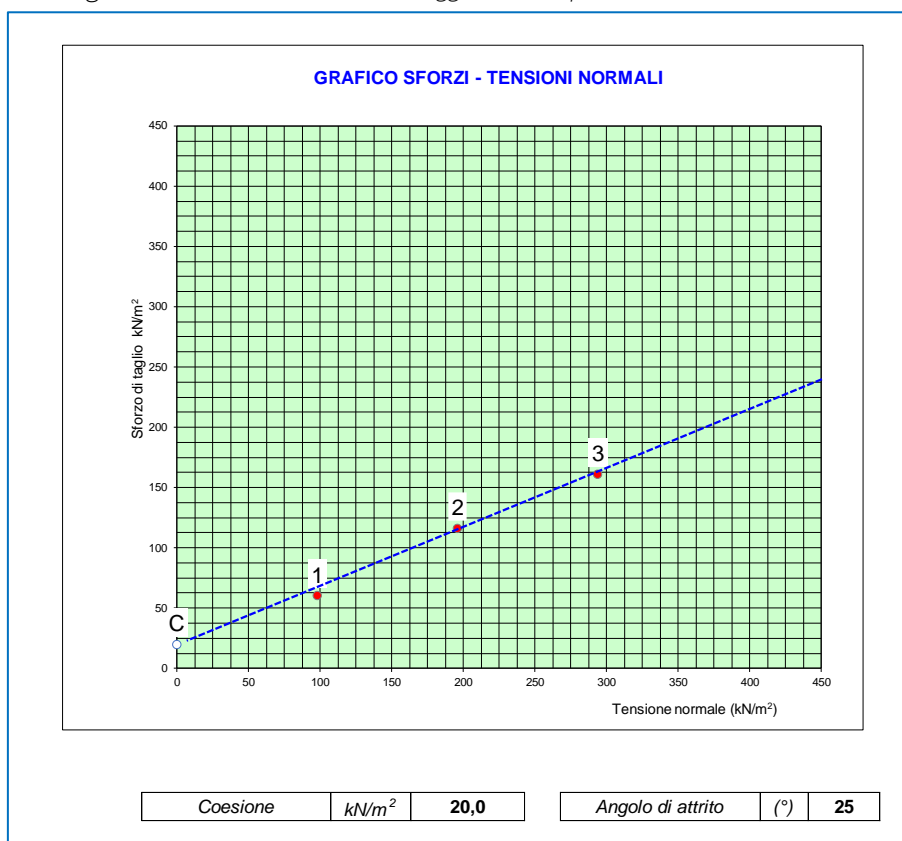 GRAFICO SFORZI - TENSIONI NORMALI
450
400
350
300
250
200
150
100
50
0
Sforzo di taglio kN/m²
3
2
1
C
0 50 100 150 200 250 300 350 400 450
Tensione normale (kN/m²)
Coesione kN/m² 20,0 Angolo di attrito (°) 25